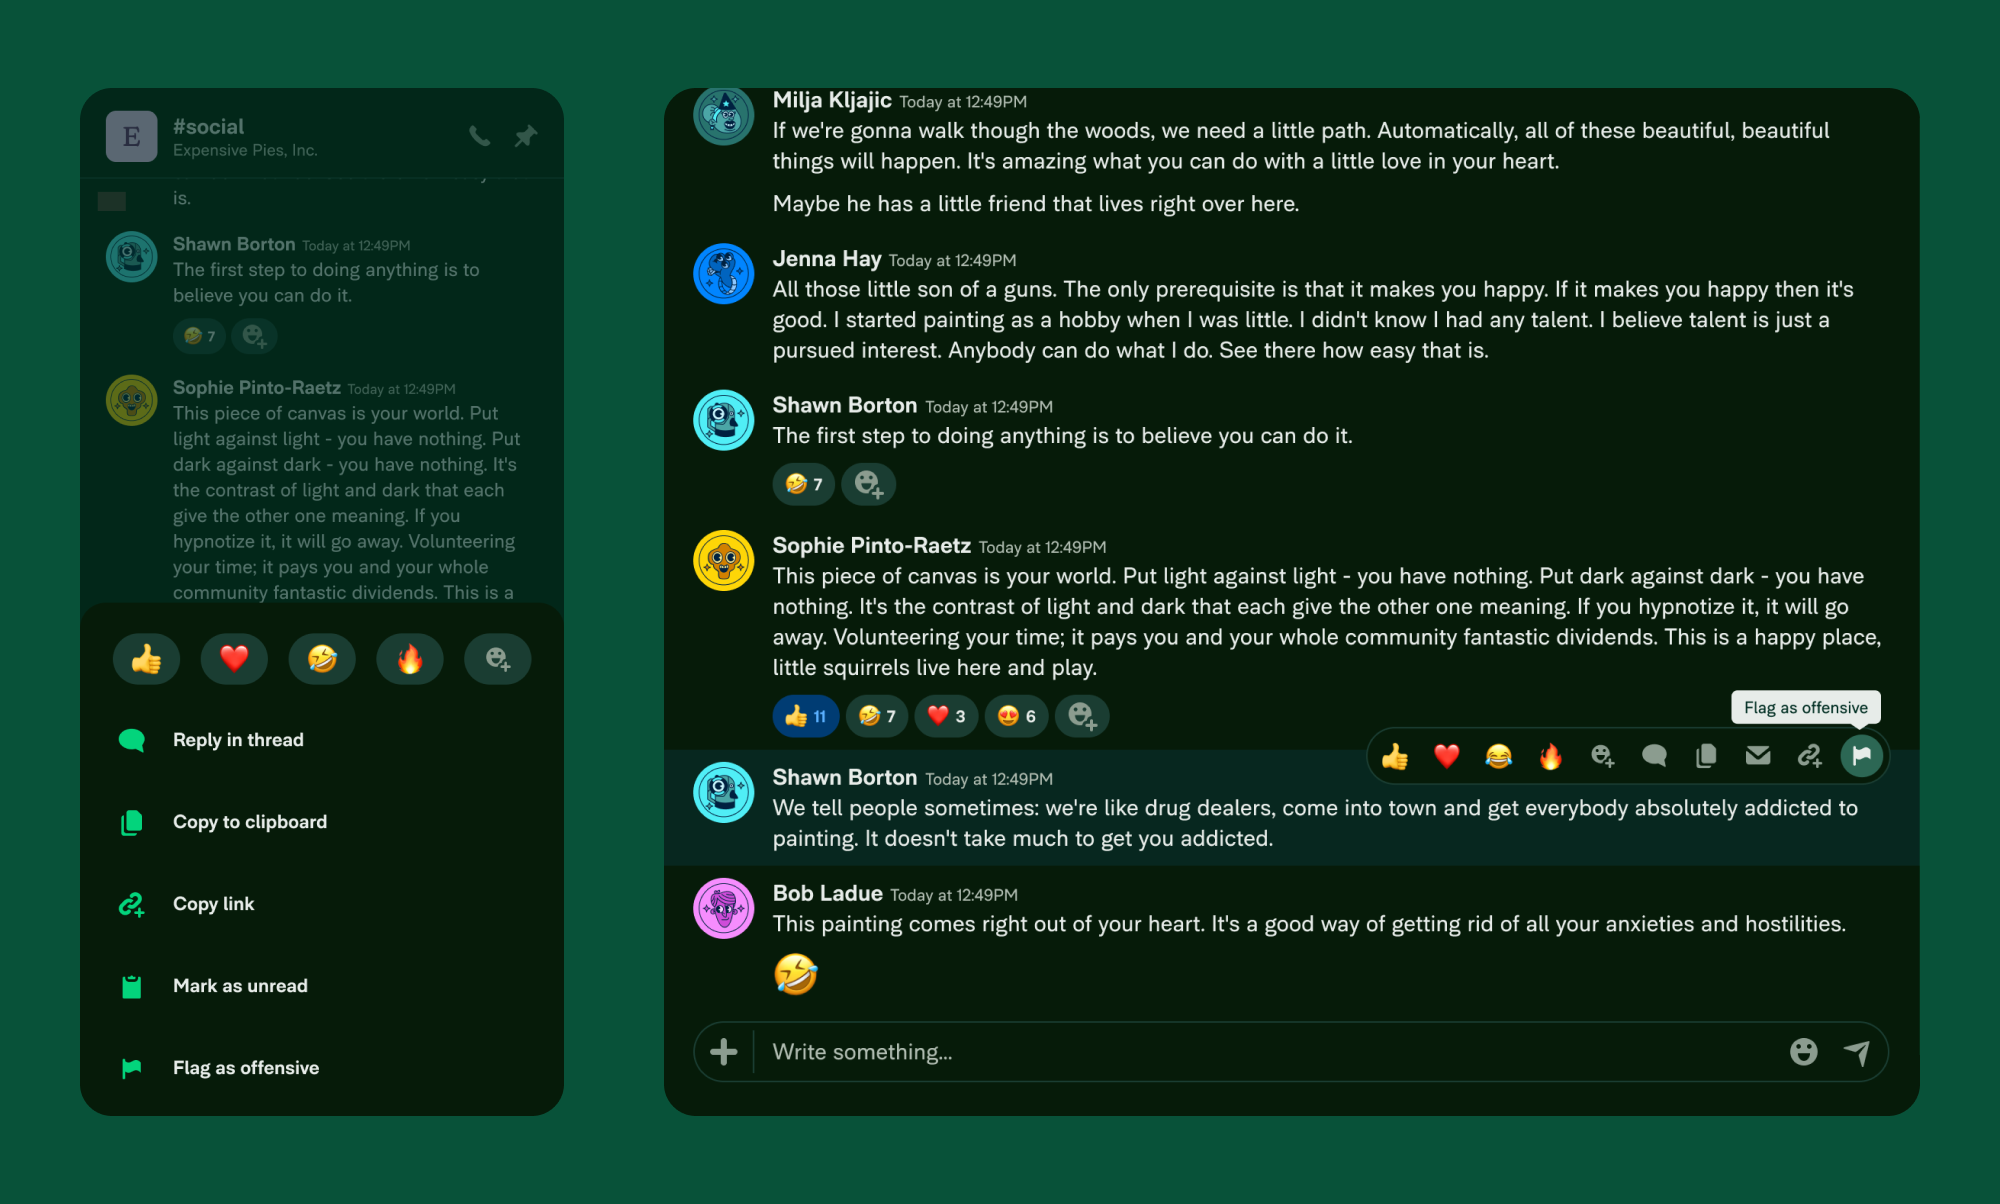 E
#social
Expensive Pies, Inc.
is.
Shawn Borton Today at 12:49PM
The first step to doing anything is to
believe you can do it.
7
Sophie Pinto-Raetz Today at 12:49PM
This piece of canvas is your world. Put
light against light - you have nothing. Put
dark against dark - you have nothing. It's
the contrast of light and dark that each
give the other one meaning. If you
hypnotize it, it will go away. Volunteering
your time; it pays you and your whole
community fantastic dividends. This is a
Reply in thread
Copy to clipboard
Copy link
Mark as unread
Flag as offensive
Milja Kljajic Today at 12:49PM
If we're gonna walk though the woods, we need a little path. Automatically, all of these beautiful, beautiful
things will happen. It's amazing what you can do with a little love in your heart.
Maybe he has a little friend that lives right over here.
Jenna Hay Today at 12:49PM
All those little son of a guns. The only prerequisite is that it makes you happy. If it makes you happy then it's
good. I started painting as a hobby when I was little. I didn't know I had any talent. I believe talent is just a
pursued interest. Anybody can do what I do. See there how easy that is.
Shawn Borton Today at 12:49PM
The first step to doing anything is to believe you can do it.
7
Sophie Pinto-Raetz Today at 12:49PM
This piece of canvas is your world. Put light against light - you have nothing. Put dark against dark - you have
nothing. It's the contrast of light and dark that each give the other one meaning. If you hypnotize it, it will go
away. Volunteering your time; it pays you and your whole community fantastic dividends. This is a happy place,
little squirrels live here and play.
11 7 3 6
Flag as offensive
Shawn Borton Today at 12:49PM
We tell people sometimes: we're like drug dealers, come into town and get everybody absolutely addicted to
painting. It doesn't take much to get you addicted.
Bob Ladue Today at 12:49PM
This painting comes right out of your heart. It's a good way of getting rid of all your anxieties and hostilities.
Write something...